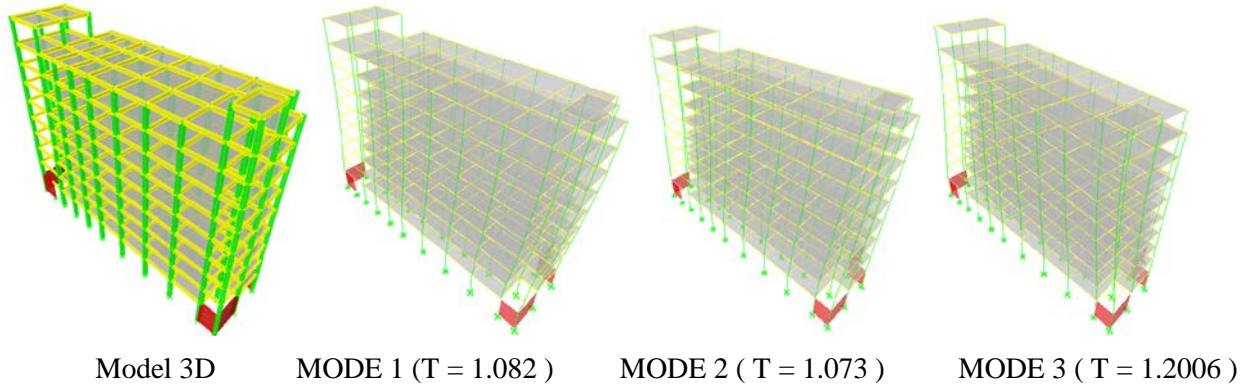 Model 3D MODE 1 (T = 1.082 ) MODE 2 ( T = 1.073 ) MODE 3 ( T = 1.2006 )